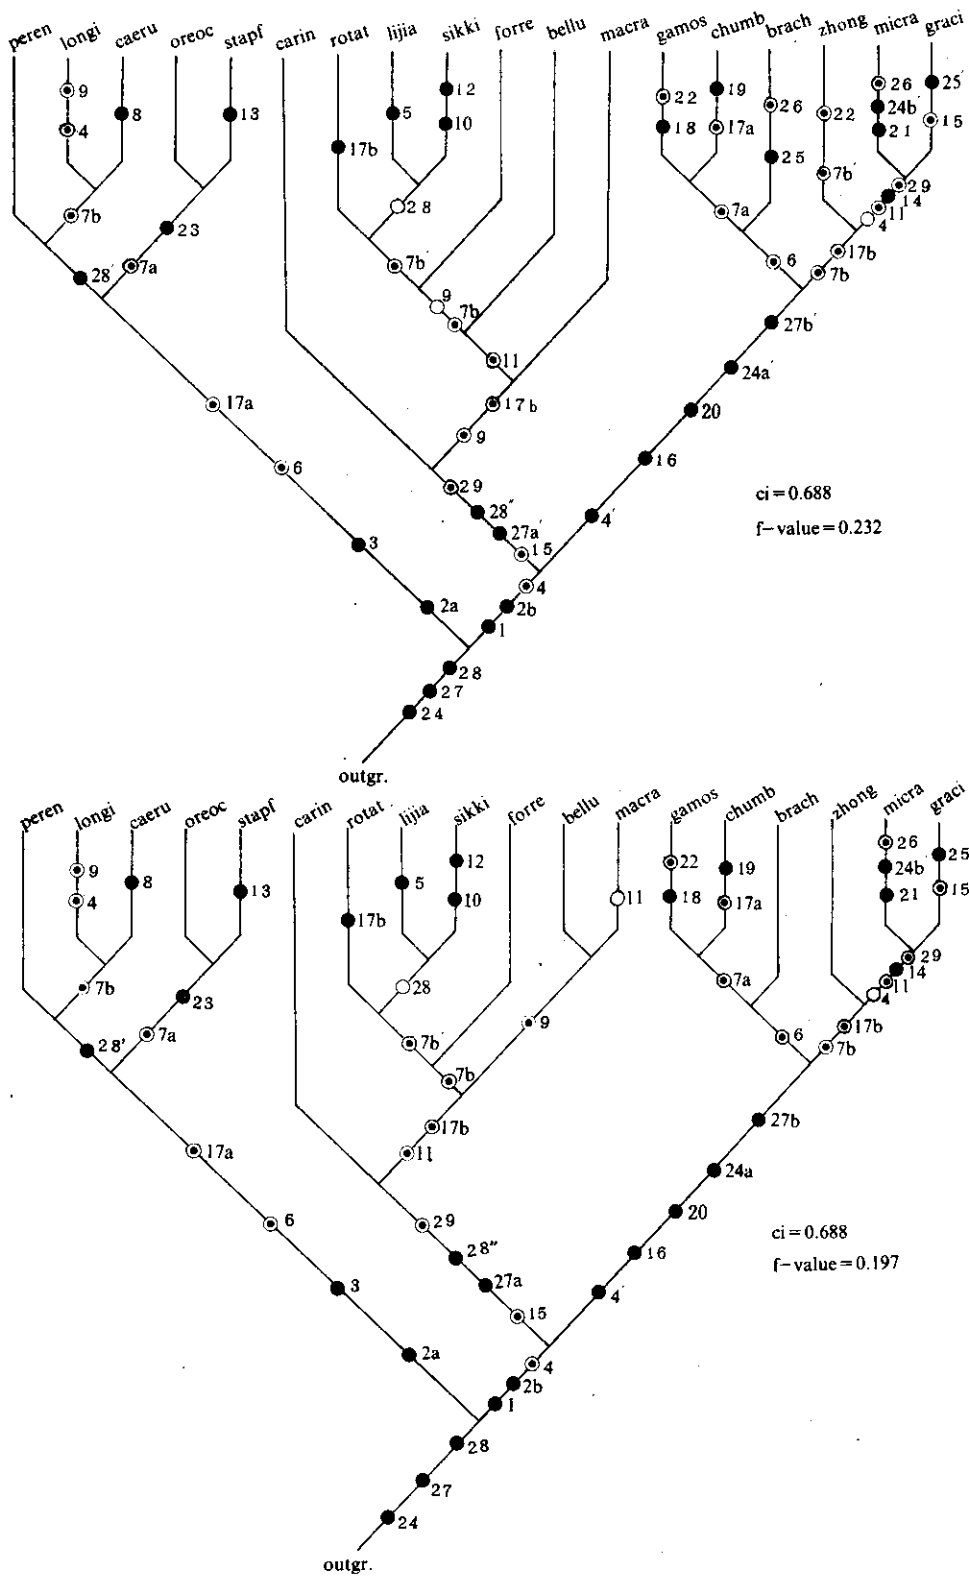 peren longi caeru oreoc stapf carin rotat lijia sikki forre bellu macra gamos chumb brach zhong micra graci
9 12 22 19 26 26 25'
8 13 5 18 17a 22 24b' 15
4 10 21
17b 25
7b' 29
14
7b 28 7a 11
4
23 17b
28' 7a 7b' 6 7b
9
7b 27b'
11
24a'
17a 17b 20
9
16
6
29 ci=0.688
28''
4' f-value=0.232
27a'
3 15
4
2a 2b
1
28
27
24
outgr.
peren longi caeru oreoc stapf carin rotat lijia sikki forre bellu macra gamos chumb brach zhong micra graci
26
9 12 22 19 24b' 25
8 13 5 15
4 10 11 18 17a 21
17b
29
7b 28 7a 14
23 11
4
9
7a 7b' 6 17b
28' 7b
7b
17b 27b
17a 11
24a
20
6 29
28'' 16 ci=0.688
3 27a 4' f-value=0.197
15
2a 4
2b
1
28
27
24
outgr.